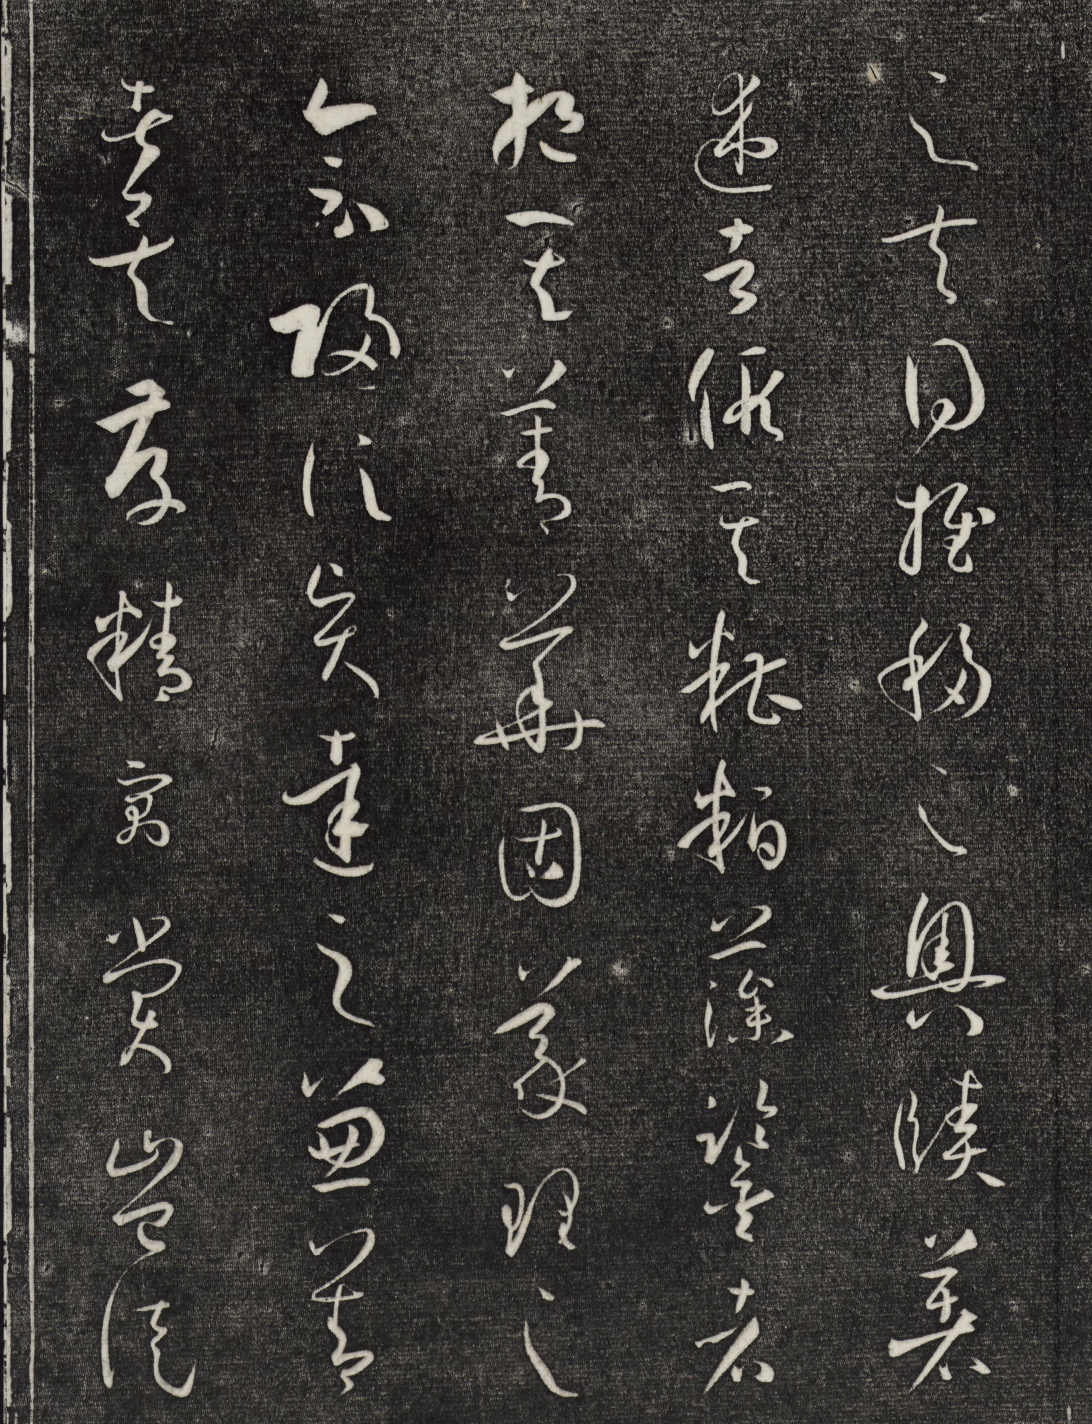 之夫得推移之奧賾著
述者假其糟粕藻鑒者
挹其菁華固義理之
會歸信賢達之兼善
者矣存精寓賞豈徒